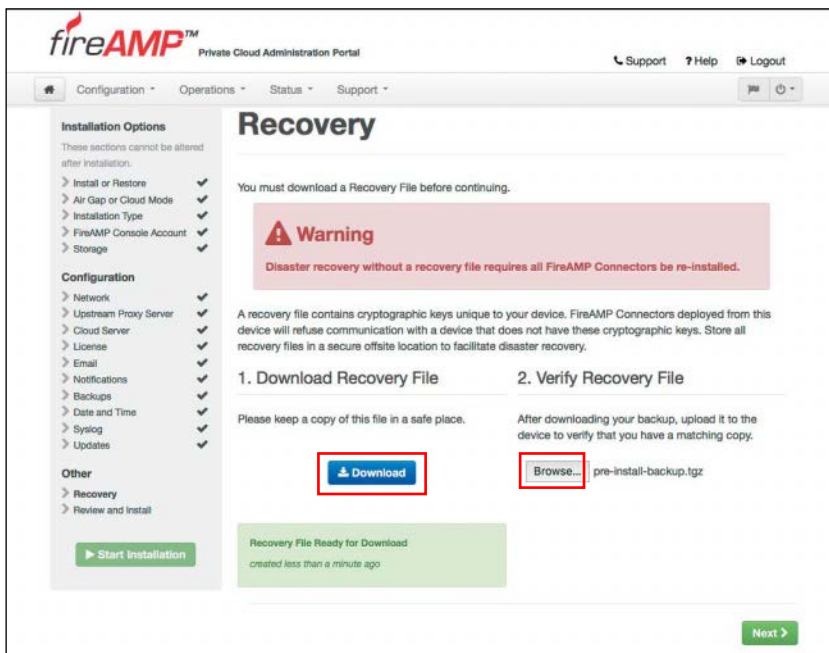 fireAMP™ Private Cloud Administration Portal
Support ? Help Logout
Configuration Operations Status Support
Installation Options
These sections cannot be altered
after installation.
Install or Restore
Air Gap or Cloud Mode
Installation Type
FireAMP Console Account
Storage
Configuration
Network
Upstream Proxy Server
Cloud Server
License
Email
Notifications
Backups
Date and Time
Syslog
Updates
Other
Recovery
Review and Install
Start Installation
Recovery
You must download a Recovery File before continuing.
Warning
Disaster recovery without a recovery file requires all FireAMP Connectors be re-installed.
A recovery file contains cryptographic keys unique to your device. FireAMP Connectors deployed from this
device will refuse communication with a device that does not have these cryptographic keys. Store all
recovery files in a secure offsite location to facilitate disaster recovery.
1. Download Recovery File
Please keep a copy of this file in a safe place.
Download
Recovery File Ready for Download
created less than a minute ago
2. Verify Recovery File
After downloading your backup, upload it to the
device to verify that you have a matching copy.
Browse... pre-install-backup.tgz
Next >